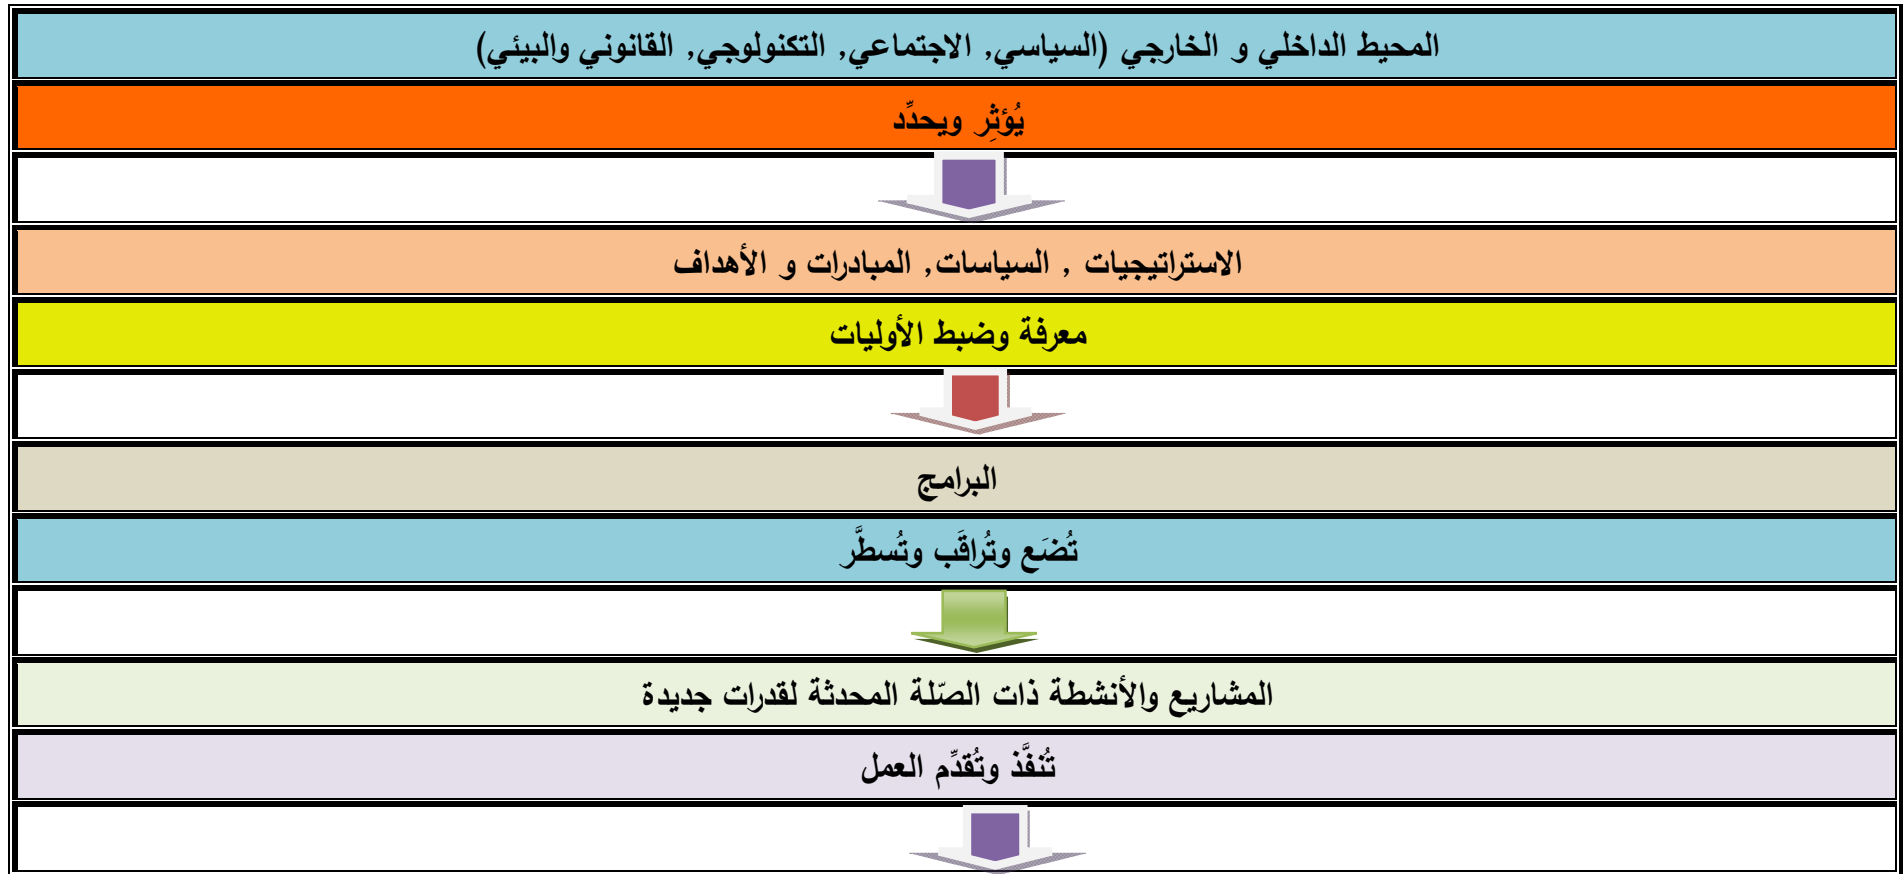 المحيط الداخلي و الخارجي (السياسي, الاجتماعي, التكنولوجي, القانوني والبيئي)
يُؤثِر ويحدِّد
الاستراتيجيات , السياسات, المبادرات و الأهداف
معرفة وضبط الأوليات
البرامج
تُضَع وتُراقَب وتُسطَّر
المشاريع والأنشطة ذات الصّلة المحدثة لقدرات جديدة
تُنفَّذ وتُقدِّم العمل